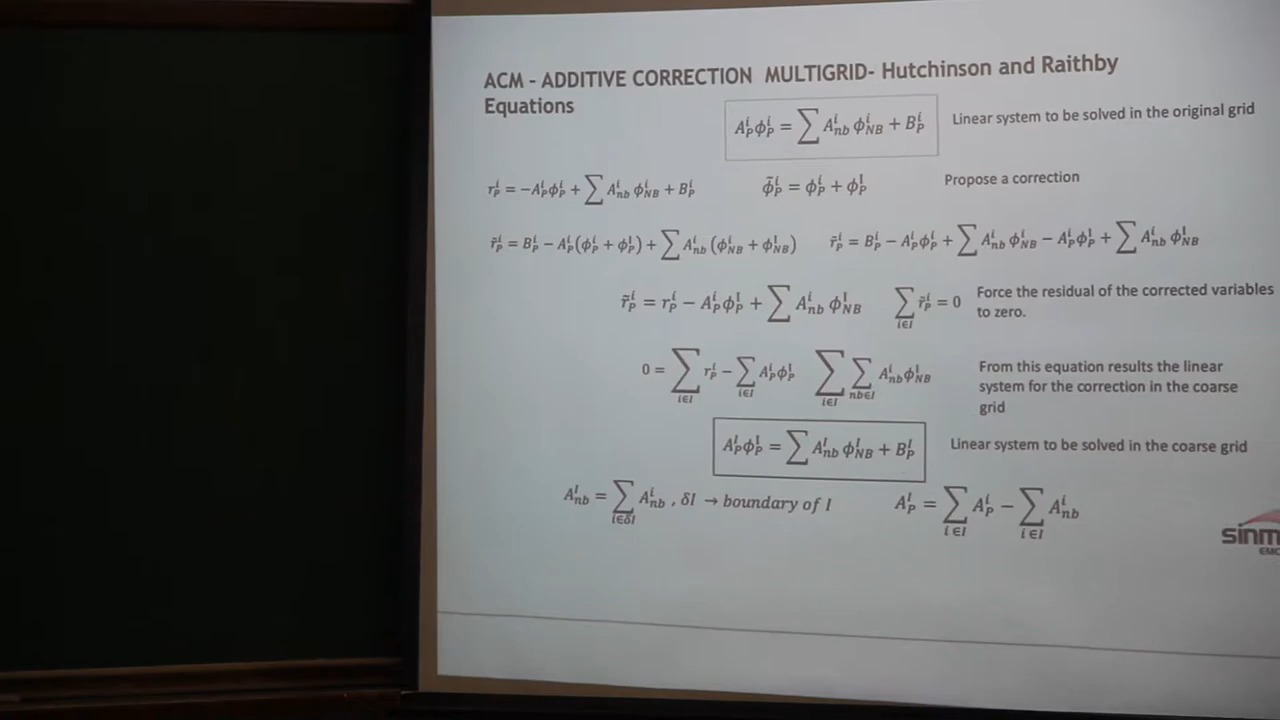 ACM - ADDITIVE CORRECTION MULTIGRID- Hutchinson and Raithby
Equations
A_P^i ϕ_P^i = ∑ A_nb^i ϕ_NB^i + B_P^i Linear system to be solved in the original grid
r_P^i = −A_P^i ϕ_P^i + ∑ A_nb^i ϕ_NB^i + B_P^i ϕ̃_P^i = ϕ_P^i + ϕ_P^I Propose a correction
r̃_P^i = B_P^i − A_P^i(ϕ_P^i + ϕ_P^I) + ∑ A_nb^i (ϕ_NB^i + ϕ_NB^I) r̃_P^i = B_P^i − A_P^i ϕ_P^i + ∑ A_nb^i ϕ_NB^i − A_P^i ϕ_P^I + ∑ A_nb^i ϕ_NB^I
r̃_P^i = r_P^i − A_P^i ϕ_P^I + ∑ A_nb^i ϕ_NB^I ∑_{i∈I} r̃_P^i = 0 Force the residual of the corrected variables
to zero.
0 = ∑_{i∈I} r_P^i − ∑_{i∈I} A_P^i ϕ_P^I ∑_{i∈I} ∑_{nb∈I} A_nb^i ϕ_NB^I From this equation results the linear
system for the correction in the coarse
grid
A_P^I ϕ_P^I = ∑ A_nb^I ϕ_NB^I + B_P^I Linear system to be solved in the coarse grid
A_nb^I = ∑_{i∈δI} A_nb^i , δI → boundary of I A_P^I = ∑_{i∈I} A_P^i − ∑_{i∈I} A_nb^i
sinm